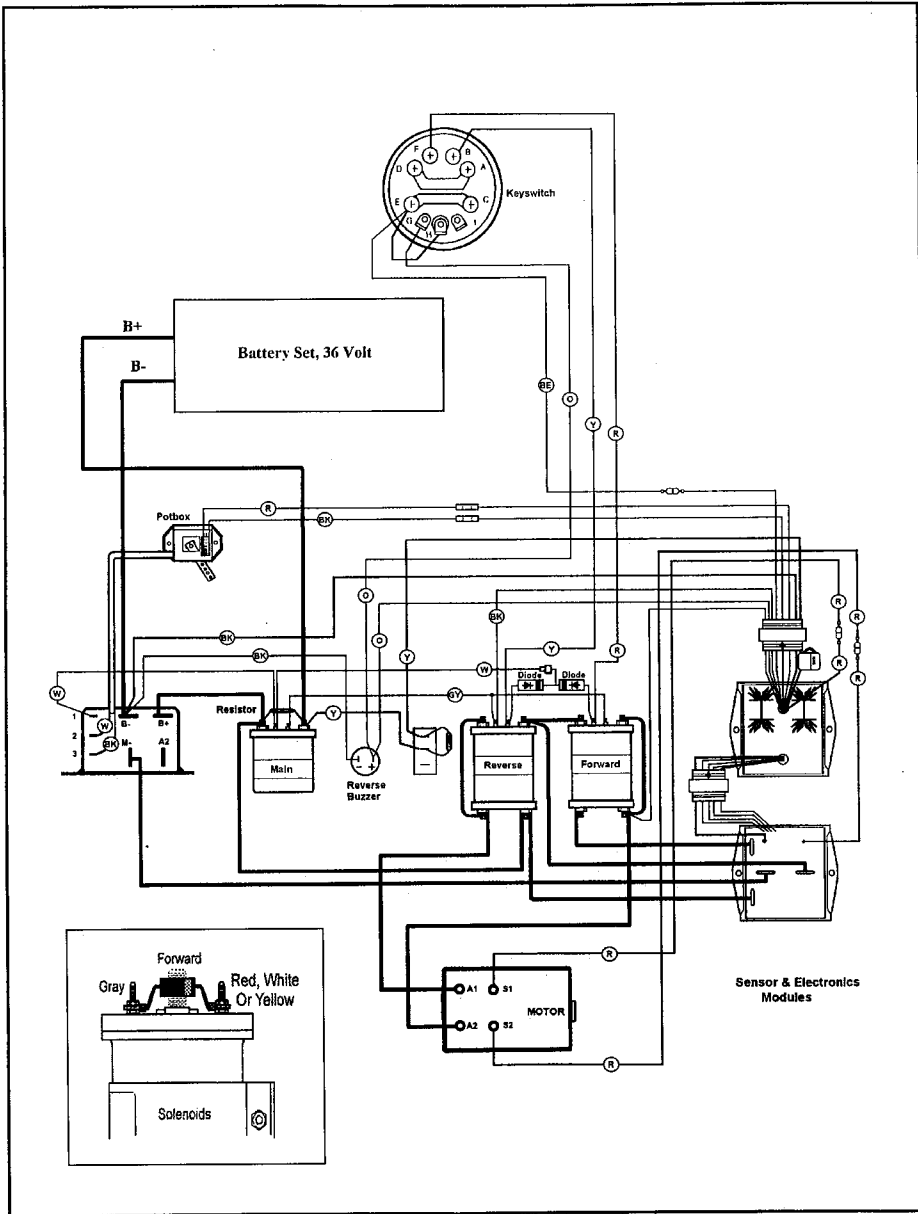 F
B
D
A
Keyswitch
E
C
G
H
I
B+
B-
Battery Set, 36 Volt
BE
O
Y
R
Potbox
R
BK
O
O
BK
Y
R
R
R
BK
BK
Y
W
Diode
Diode
R
R
W
GY
R
1
B-
B+
W
Resistor
Y
2
BK
M-
A2
3
Main
Reverse
Buzzer
Reverse
Forward
R
A1
S1
MOTOR
A2
S2
R
Sensor & Electronics
Modules
Forward
Gray
Red, White
Or Yellow
Solenoids